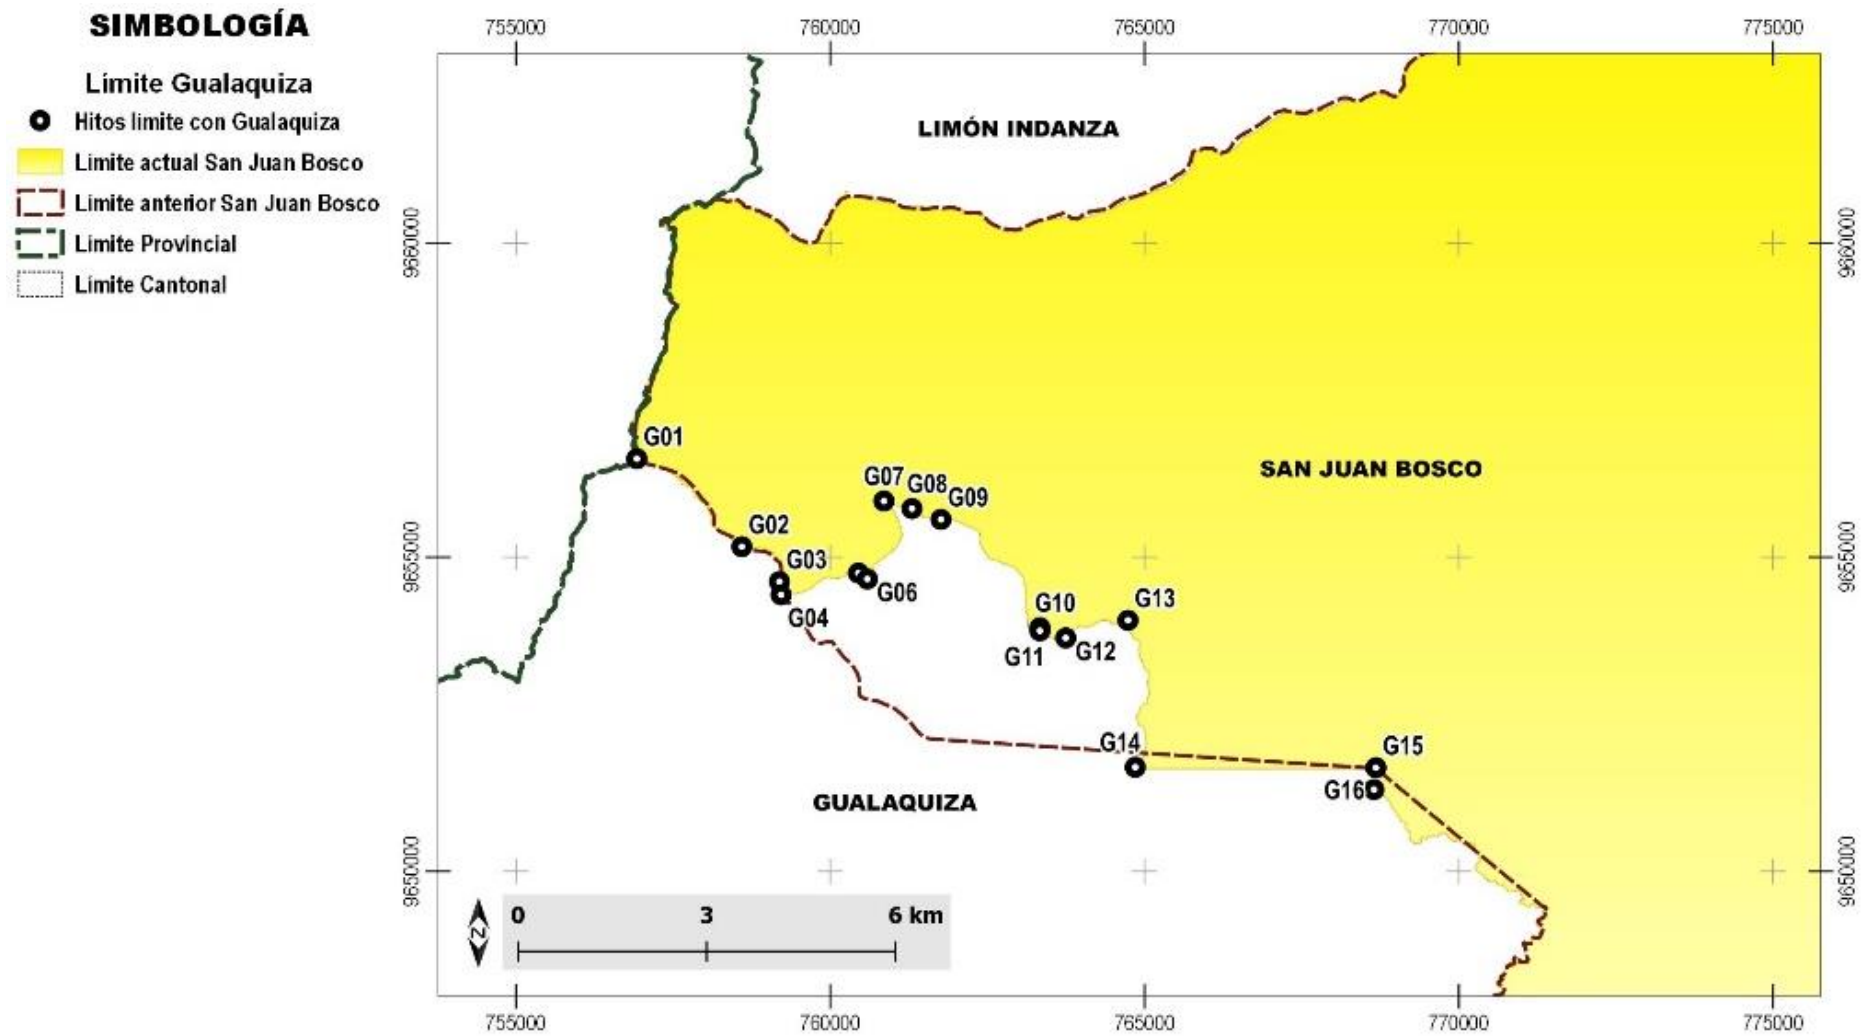 SIMBOLOGÍA
Límite Gualaquiza
Hitos limite con Gualaquiza
Limite actual San Juan Bosco
Limite anterior San Juan Bosco
Limite Provincial
Limite Cantonal
755000 760000 765000 770000 775000
LIMÓN INDANZA
9660000 9660000
G01
SAN JUAN BOSCO
G07 G08 G09
G02
9655000 9655000
G03
G06
G04
G10 G13
G11 G12
G14 G15
G16
GUALAQUIZA
9650000 9650000
0 3 6 km
N
755000 760000 765000 770000 775000